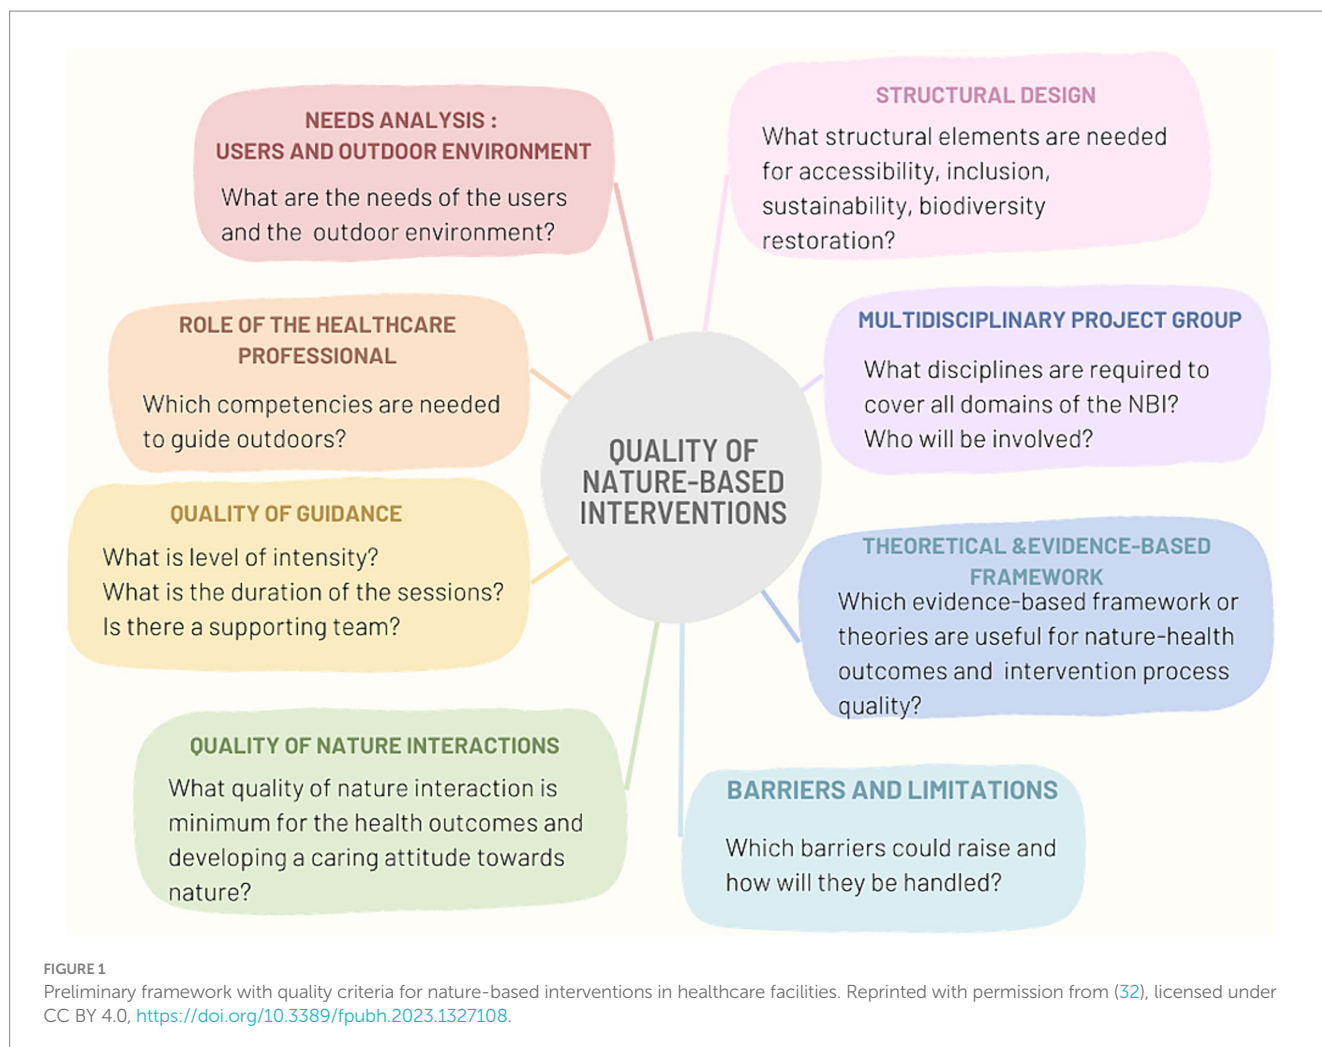 NEEDS ANALYSIS :
USERS AND OUTDOOR ENVIRONMENT
What are the needs of the users
and the outdoor environment?
STRUCTURAL DESIGN
What structural elements are needed
for accessibility, inclusion,
sustainability, biodiversity
restoration?
ROLE OF THE HEALTHCARE
PROFESSIONAL
Which competencies are needed
to guide outdoors?
MULTIDISCIPLINARY PROJECT GROUP
What disciplines are required to
cover all domains of the NBI?
Who will be involved?
QUALITY OF
NATURE-BASED
INTERVENTIONS
QUALITY OF GUIDANCE
What is level of intensity?
What is the duration of the sessions?
Is there a supporting team?
THEORETICAL &EVIDENCE-BASED
FRAMEWORK
Which evidence-based framework or
theories are useful for nature-health
outcomes and intervention process
quality?
QUALITY OF NATURE INTERACTIONS
What quality of nature interaction is
minimum for the health outcomes and
developing a caring attitude towards
nature?
BARRIERS AND LIMITATIONS
Which barriers could raise and
how will they be handled?
FIGURE 1
Preliminary framework with quality criteria for nature-based interventions in healthcare facilities. Reprinted with permission from (32), licensed under
CC BY 4.0, https://doi.org/10.3389/fpubh.2023.1327108.